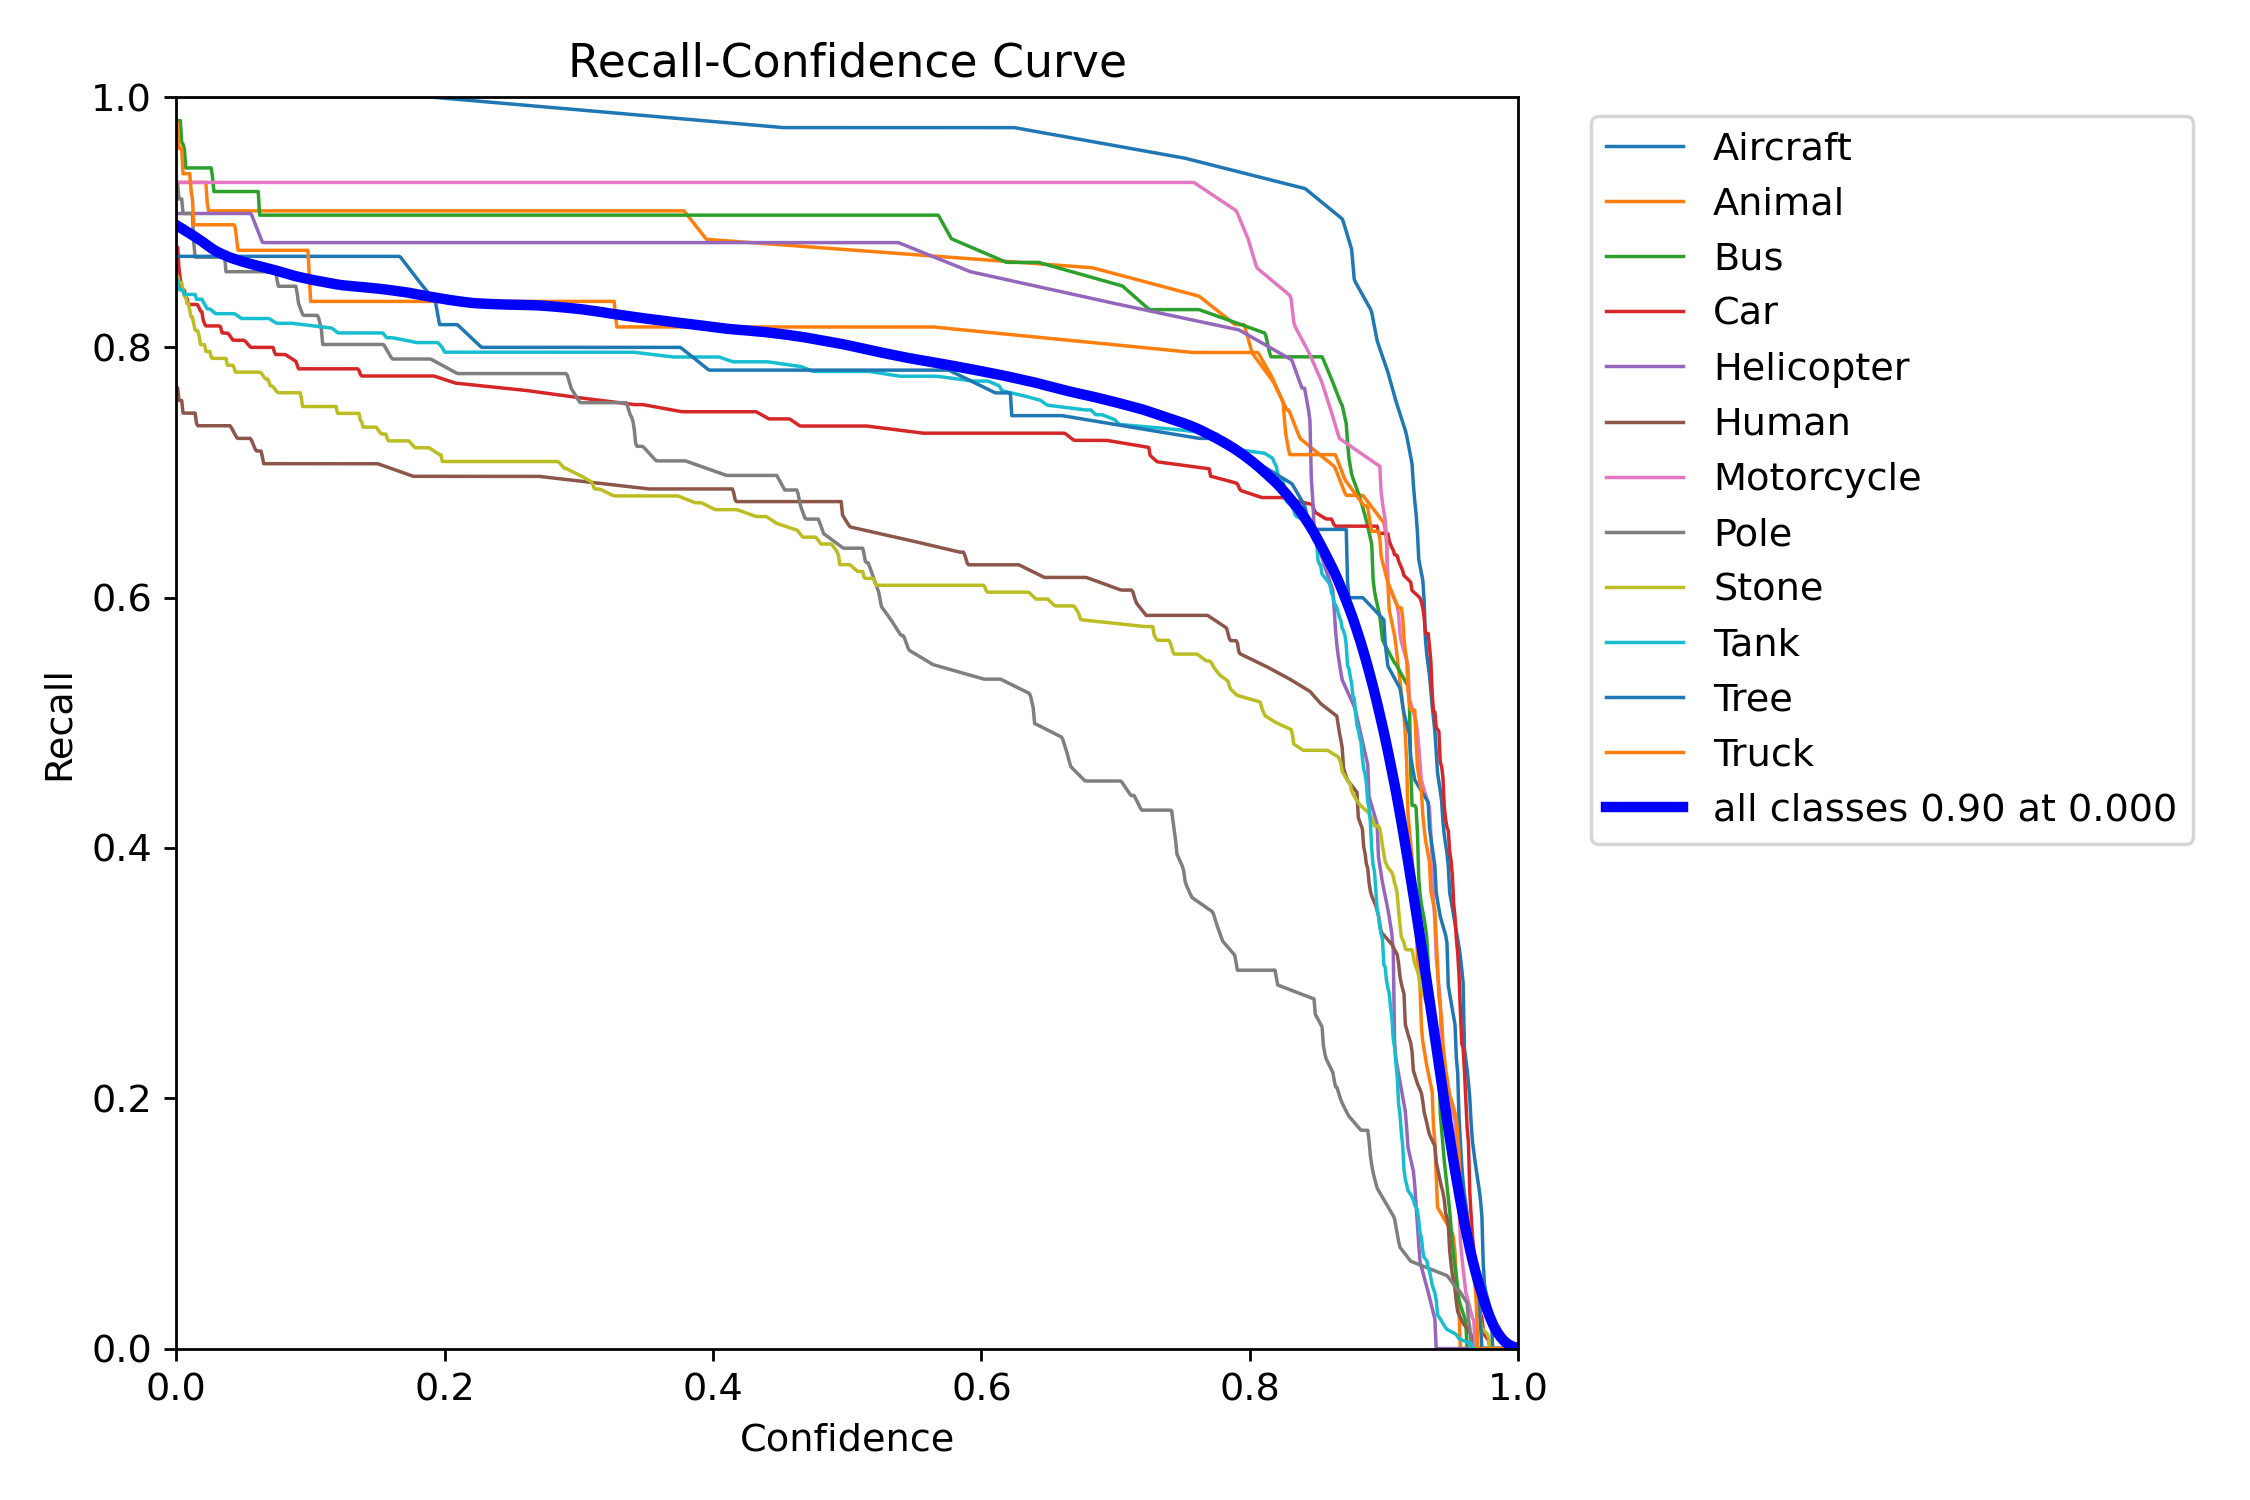 Recall-Confidence Curve
1.0
0.8
0.6
0.4
0.2
0.0
Recall
0.0 0.2 0.4 0.6 0.8 1.0
Confidence
Aircraft
Animal
Bus
Car
Helicopter
Human
Motorcycle
Pole
Stone
Tank
Tree
Truck
all classes 0.90 at 0.000